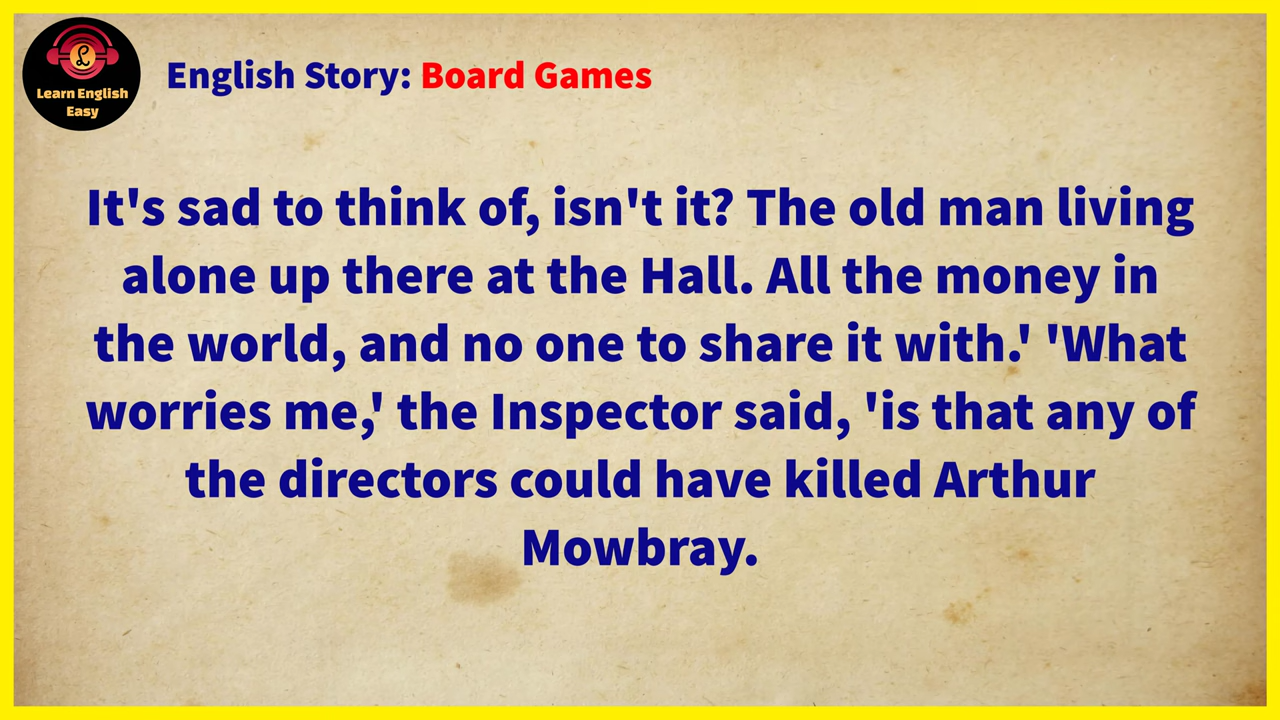 Learn English
Easy
English Story: Board Games
It's sad to think of, isn't it? The old man living
alone up there at the Hall. All the money in
the world, and no one to share it with.' 'What
worries me,' the Inspector said, 'is that any of
the directors could have killed Arthur
Mowbray.